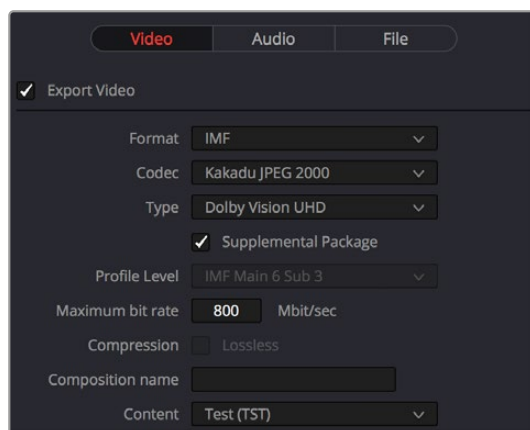 Video Audio File
Export Video
Format IMF
Codec Kakadu JPEG 2000
Type Dolby Vision UHD
Supplemental Package
Profile Level IMF Main 6 Sub 3
Maximum bit rate 800 Mbit/sec
Compression Lossless
Composition name
Content Test (TST)